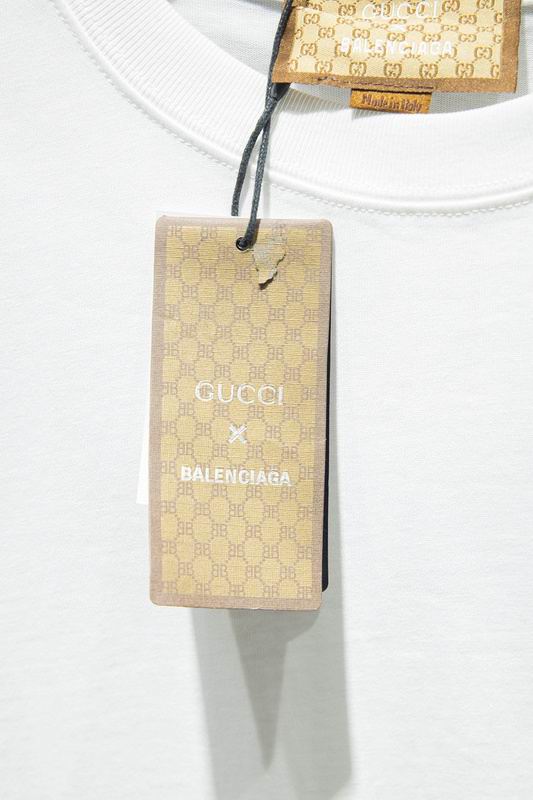 GUCCI
×
BALENCIAGA
Made in Italy
GUCCI
×
BALENCIAGA